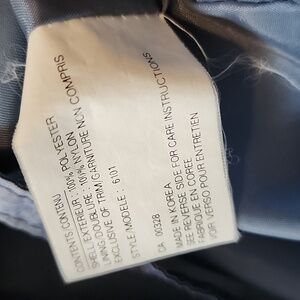 CONTENTS CONTENU
SHELL EXTERIEUR : 100% POLYESTER
LINING/DOUBLURE : 100% NYLON
EXCLUSIVE OF TRIM/GARNITURE NON COMPRIS
STYLE/MODELE : 6101
CA 00328
MADE IN KOREA
SEE REVERSE SIDE FOR CARE INSTRUCTIONS
FABRIQUE EN COREE
VOIR VERSO POUR ENTRETIEN